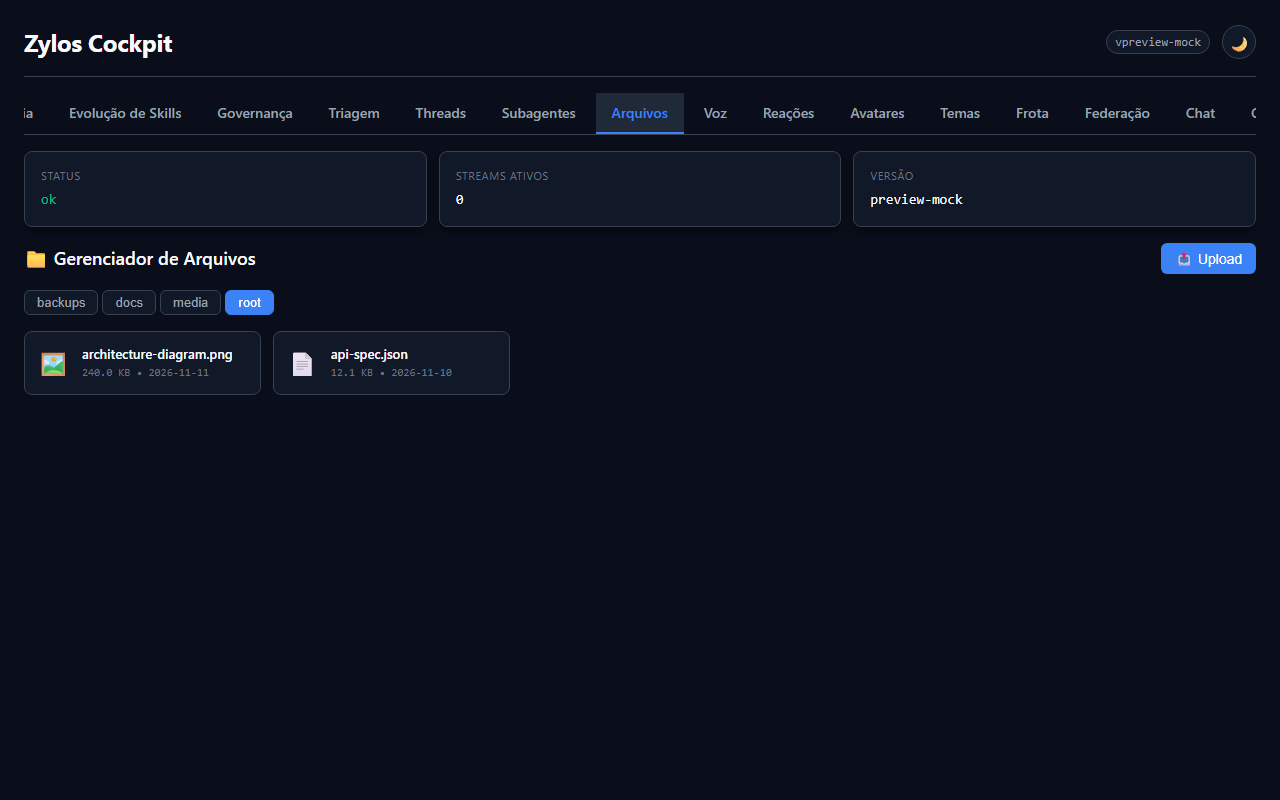 Zylos Cockpit
vpreview-mock
ia Evolução de Skills Governança Triagem Threads Subagentes Arquivos Voz Reações Avatares Temas Frota Federação Chat
STATUS
ok
STREAMS ATIVOS
0
VERSÃO
preview-mock
Gerenciador de Arquivos
Upload
backups docs media root
architecture-diagram.png
240.0 KB • 2026-11-11
api-spec.json
12.1 KB • 2026-11-10